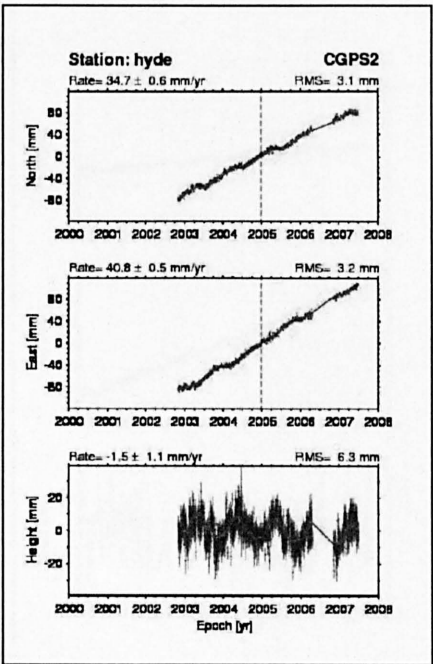 Station: hyde CGPS2
Rate= 34.7 ± 0.6 mm/yr RMS= 3.1 mm
North [mm]
80
40
0
-40
-80
2000 2001 2002 2003 2004 2005 2006 2007 2008
Rate= 40.8 ± 0.5 mm/yr RMS= 3.2 mm
East [mm]
80
40
0
-40
-80
2000 2001 2002 2003 2004 2005 2006 2007 2008
Rate= -1.5 ± 1.1 mm/yr RMS= 6.3 mm
Height [mm]
20
0
-20
2000 2001 2002 2003 2004 2005 2006 2007 2008
Epoch [yr]